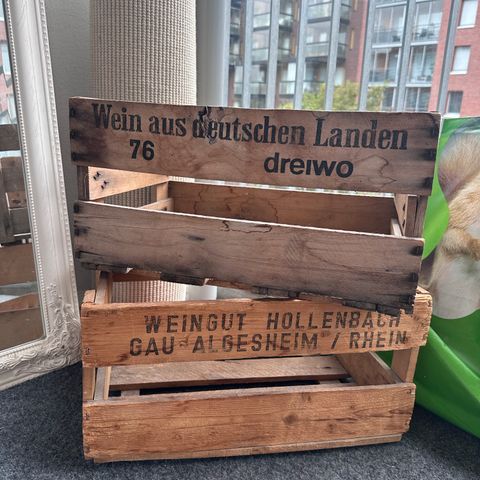 Wein aus deutschen Landen
76 dreiwo
WEINGUT HOLLENBACH
GAU-ALGESHEIM / RHEIN